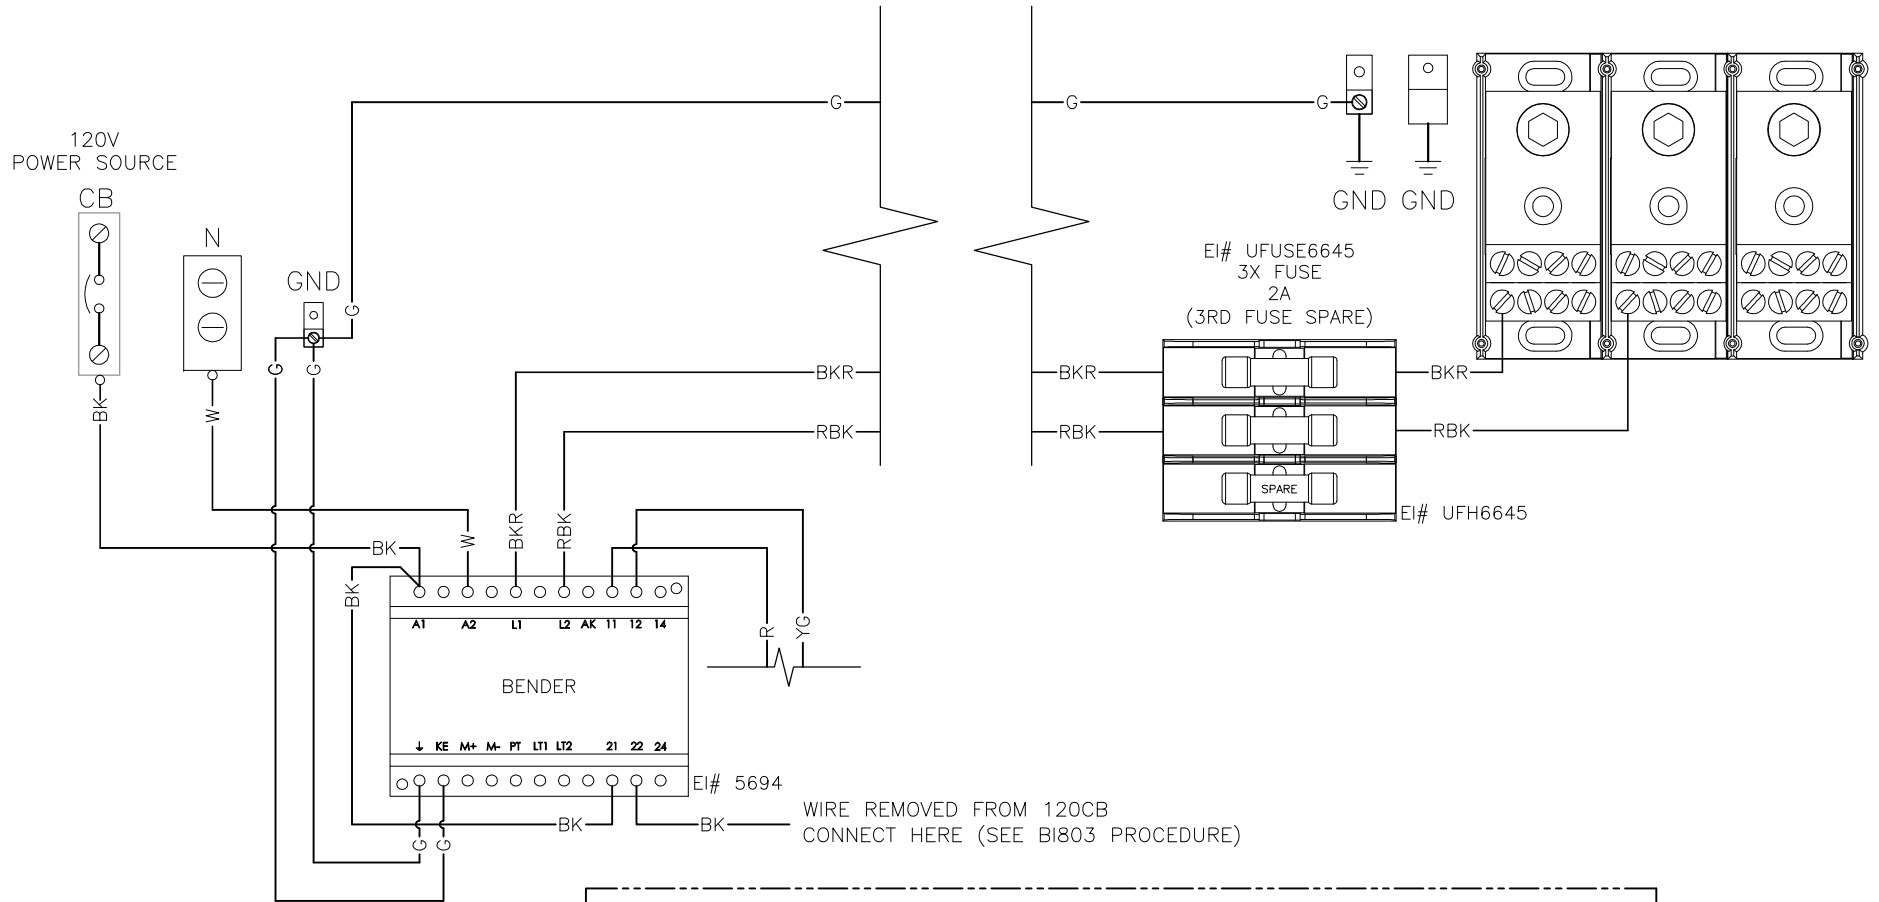 120V
POWER SOURCE
CB
N
GND
G
G
G
G
G
G
GND
GND
EI# UFUSE6645
3X FUSE
2A
(3RD FUSE SPARE)
BKR
BKR
BKR
RBK
RBK
RBK
SPARE
EI# UFH6645
BK
W
BK
W
BKR
RBK
BK
R
YG
A1 A2 L1 L2 AK 11 12 14
BENDER
⏚ KE M+ M- PT LT1 LT2 21 22 24
EI# 5694
BK
BK
WIRE REMOVED FROM 120CB
CONNECT HERE (SEE BI803 PROCEDURE)
G
G